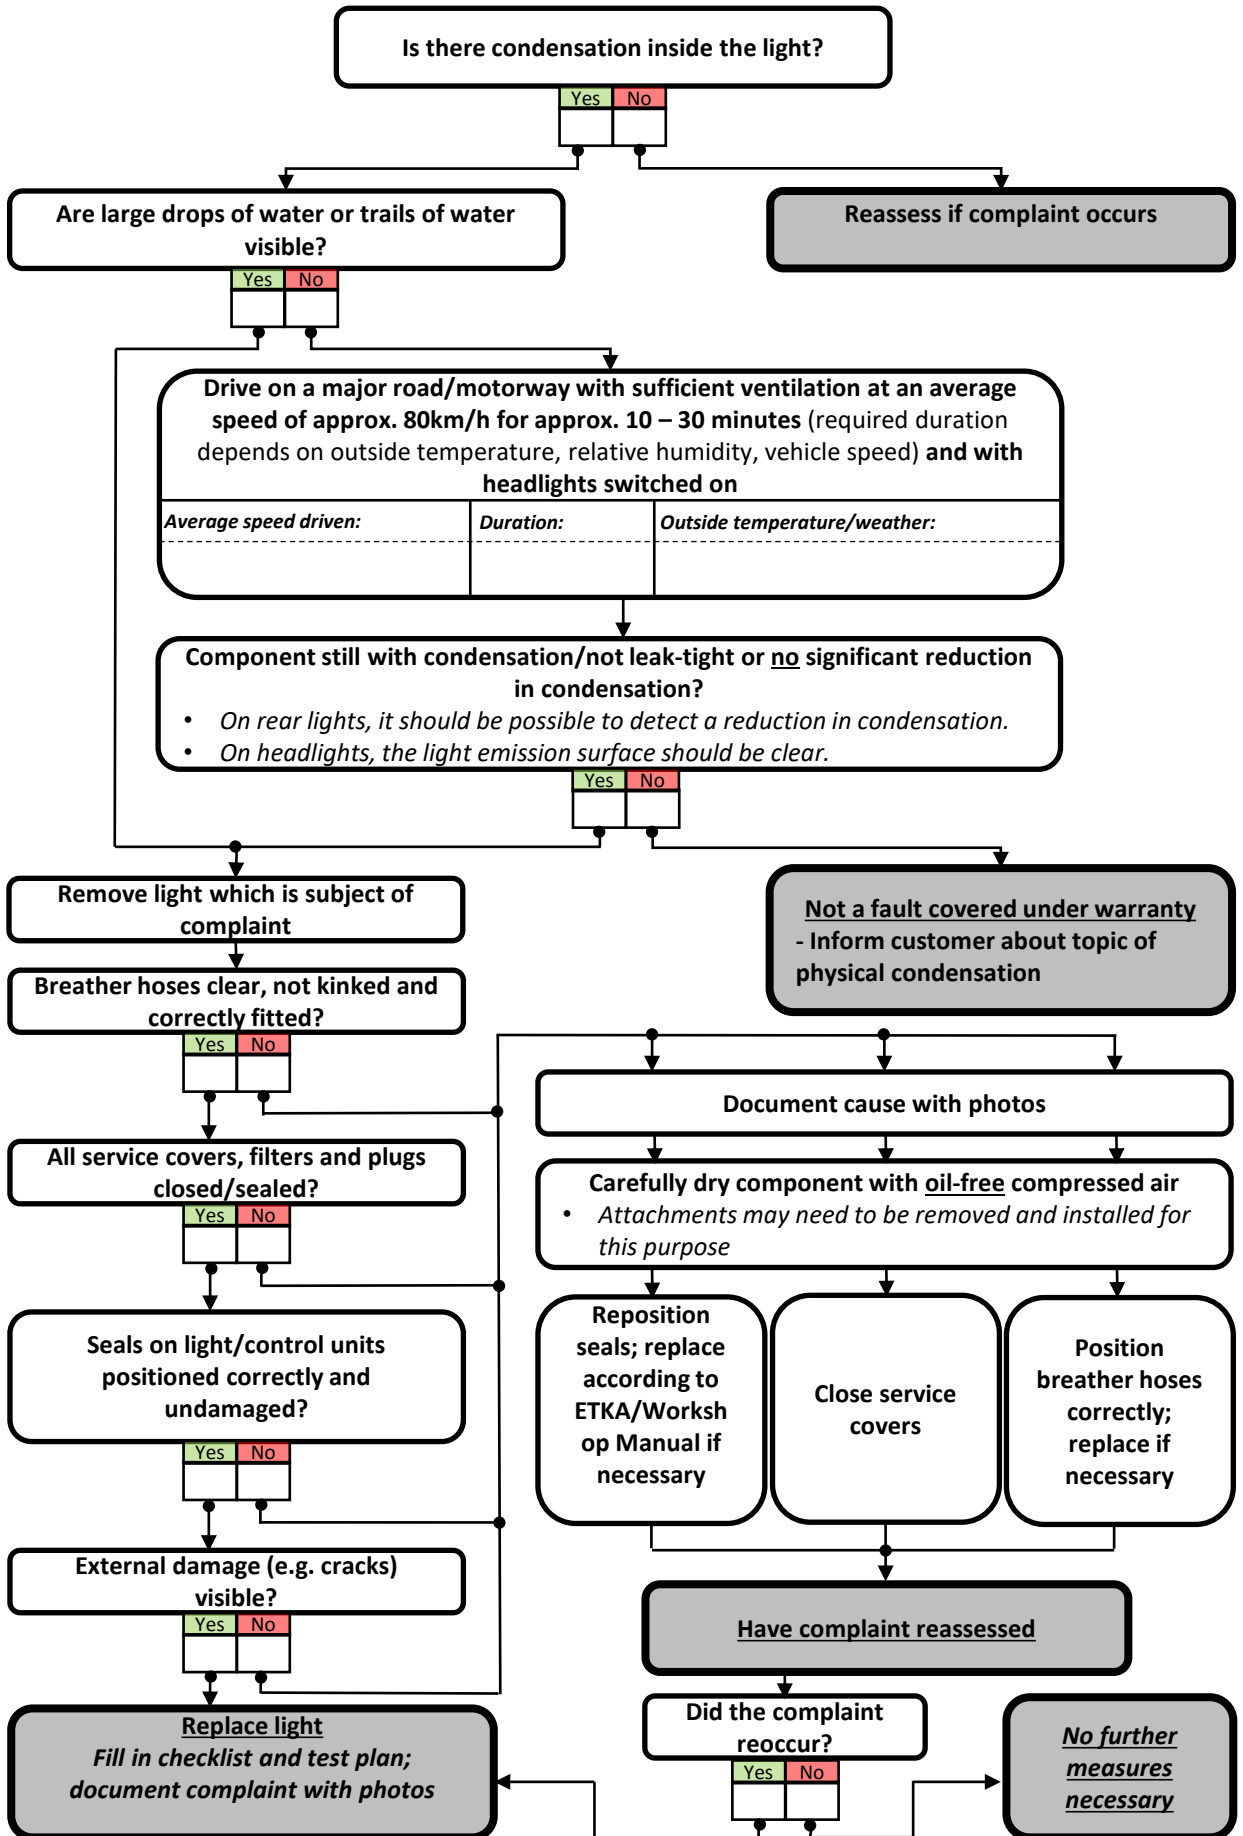 Is there condensation inside the light?
Yes No
Are large drops of water or trails of water
visible?
Yes No
Reassess if complaint occurs
Drive on a major road/motorway with sufficient ventilation at an average
speed of approx. 80km/h for approx. 10 – 30 minutes (required duration
depends on outside temperature, relative humidity, vehicle speed) and with
headlights switched on
Average speed driven: Duration: Outside temperature/weather:
Component still with condensation/not leak-tight or no significant reduction
in condensation?
• On rear lights, it should be possible to detect a reduction in condensation.
• On headlights, the light emission surface should be clear.
Yes No
Not a fault covered under warranty
- Inform customer about topic of
physical condensation
Remove light which is subject of
complaint
Breather hoses clear, not kinked and
correctly fitted?
Yes No
All service covers, filters and plugs
closed/sealed?
Yes No
Seals on light/control units
positioned correctly and
undamaged?
Yes No
External damage (e.g. cracks)
visible?
Yes No
Replace light
Fill in checklist and test plan;
document complaint with photos
Document cause with photos
Carefully dry component with oil-free compressed air
• Attachments may need to be removed and installed for
this purpose
Reposition
seals; replace
according to
ETKA/Worksh
op Manual if
necessary
Close service
covers
Position
breather hoses
correctly;
replace if
necessary
Have complaint reassessed
Did the complaint
reoccur?
Yes No
No further
measures
necessary